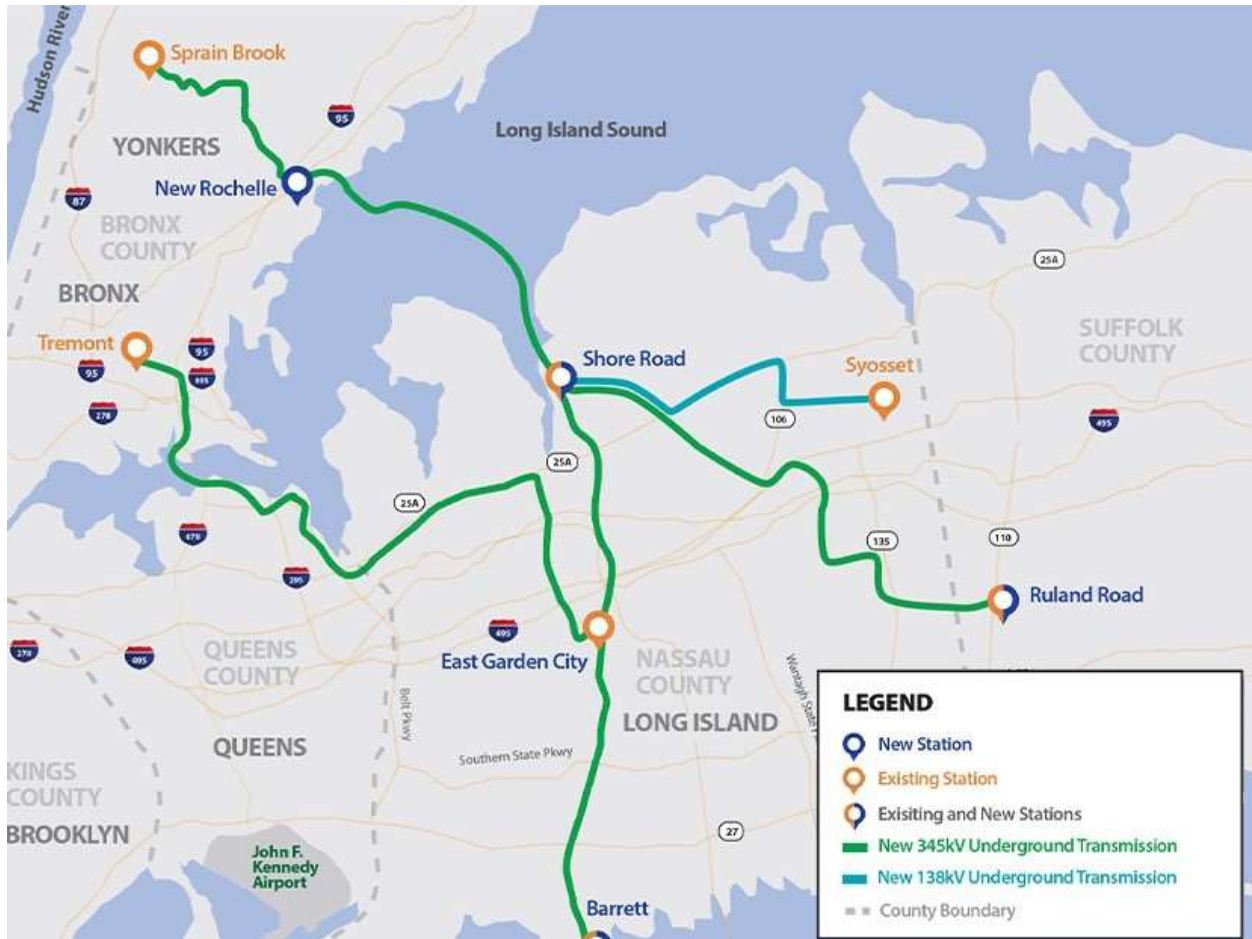 Hudson River
Sprain Brook
95
Long Island Sound
YONKERS
New Rochelle
87
BRONX
COUNTY
25A
BRONX
SUFFOLK
COUNTY
Tremont
95
95
695
278
Shore Road
Syosset
106
495
25A
25A
478
135
110
295
Ruland Road
495
East Garden City
QUEENS
COUNTY
NASSAU
COUNTY
278
495
Belt Pkwy
Wantagh State P
LONG ISLAND
QUEENS
Southern State Pkwy
KINGS
COUNTY
BROOKLYN
27
John F.
Kennedy
Airport
Barrett
LEGEND
New Station
Existing Station
Exisiting and New Stations
New 345kV Underground Transmission
New 138kV Underground Transmission
County Boundary